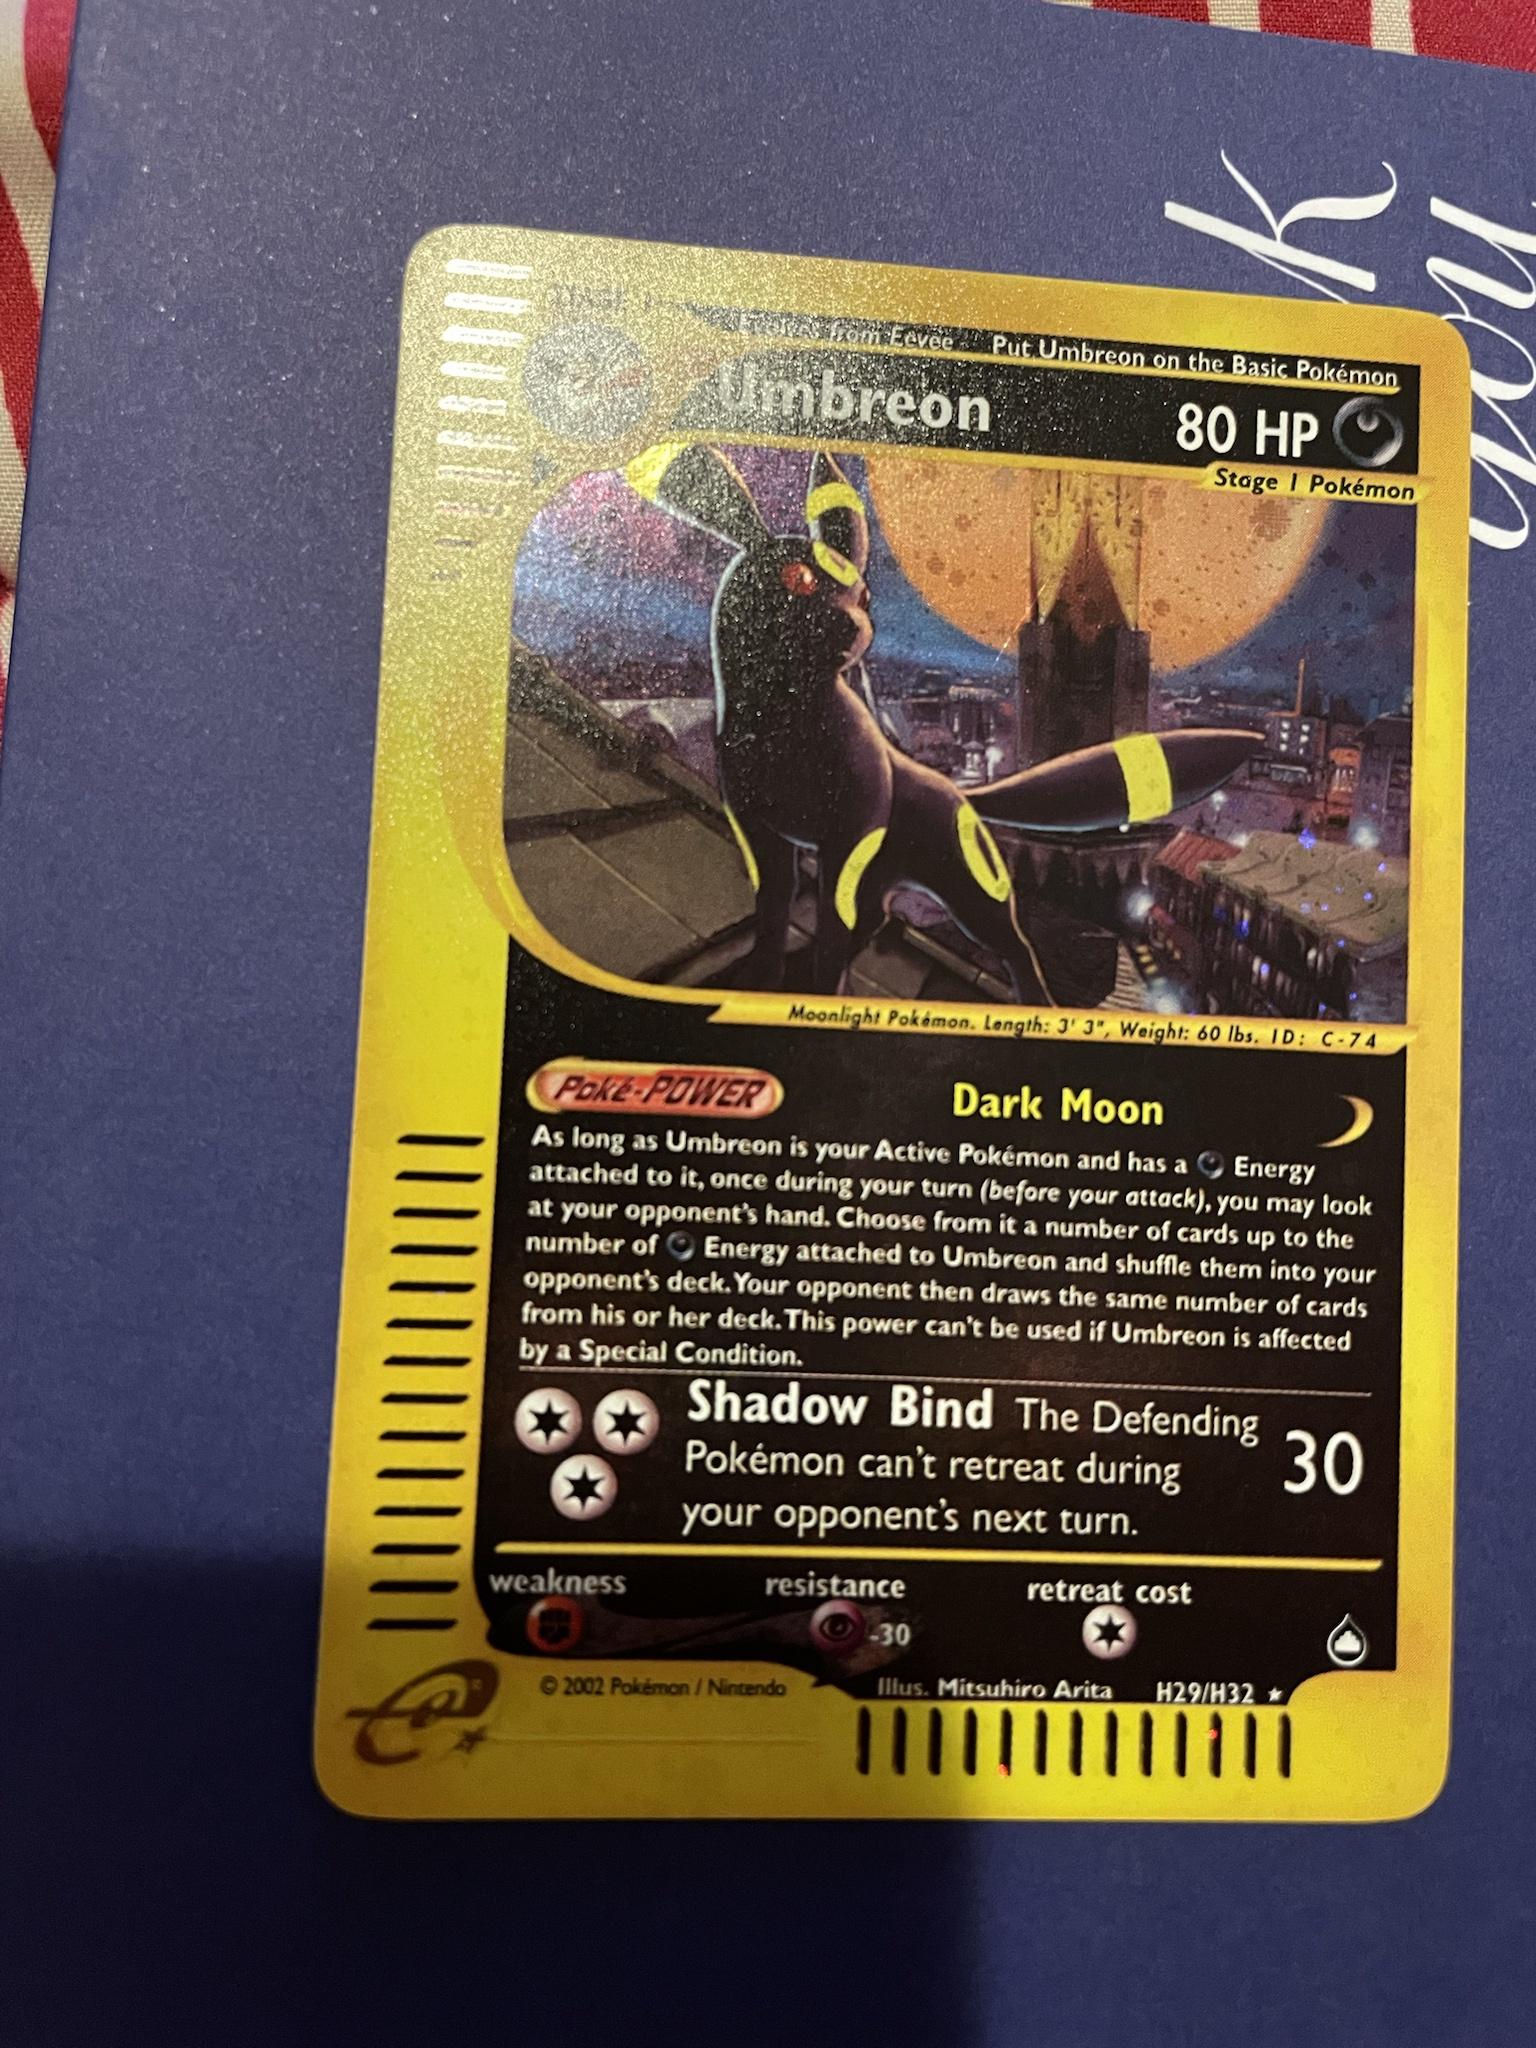 Evolves from Eevee Put Umbreon on the Basic Pokémon
Umbreon 80 HP
Stage 1 Pokémon
Moonlight Pokémon. Length: 3' 3", Weight: 60 lbs. ID: C-74
Poké-POWER Dark Moon
As long as Umbreon is your Active Pokémon and has a Energy
attached to it, once during your turn (before your attack), you may look
at your opponent's hand. Choose from it a number of cards up to the
number of Energy attached to Umbreon and shuffle them into your
opponent's deck. Your opponent then draws the same number of cards
from his or her deck. This power can't be used if Umbreon is affected
by a Special Condition.
Shadow Bind The Defending 30
Pokémon can't retreat during
your opponent's next turn.
weakness resistance retreat cost
-30
© 2002 Pokémon / Nintendo Illus. Mitsuhiro Arita H29/H32 ★